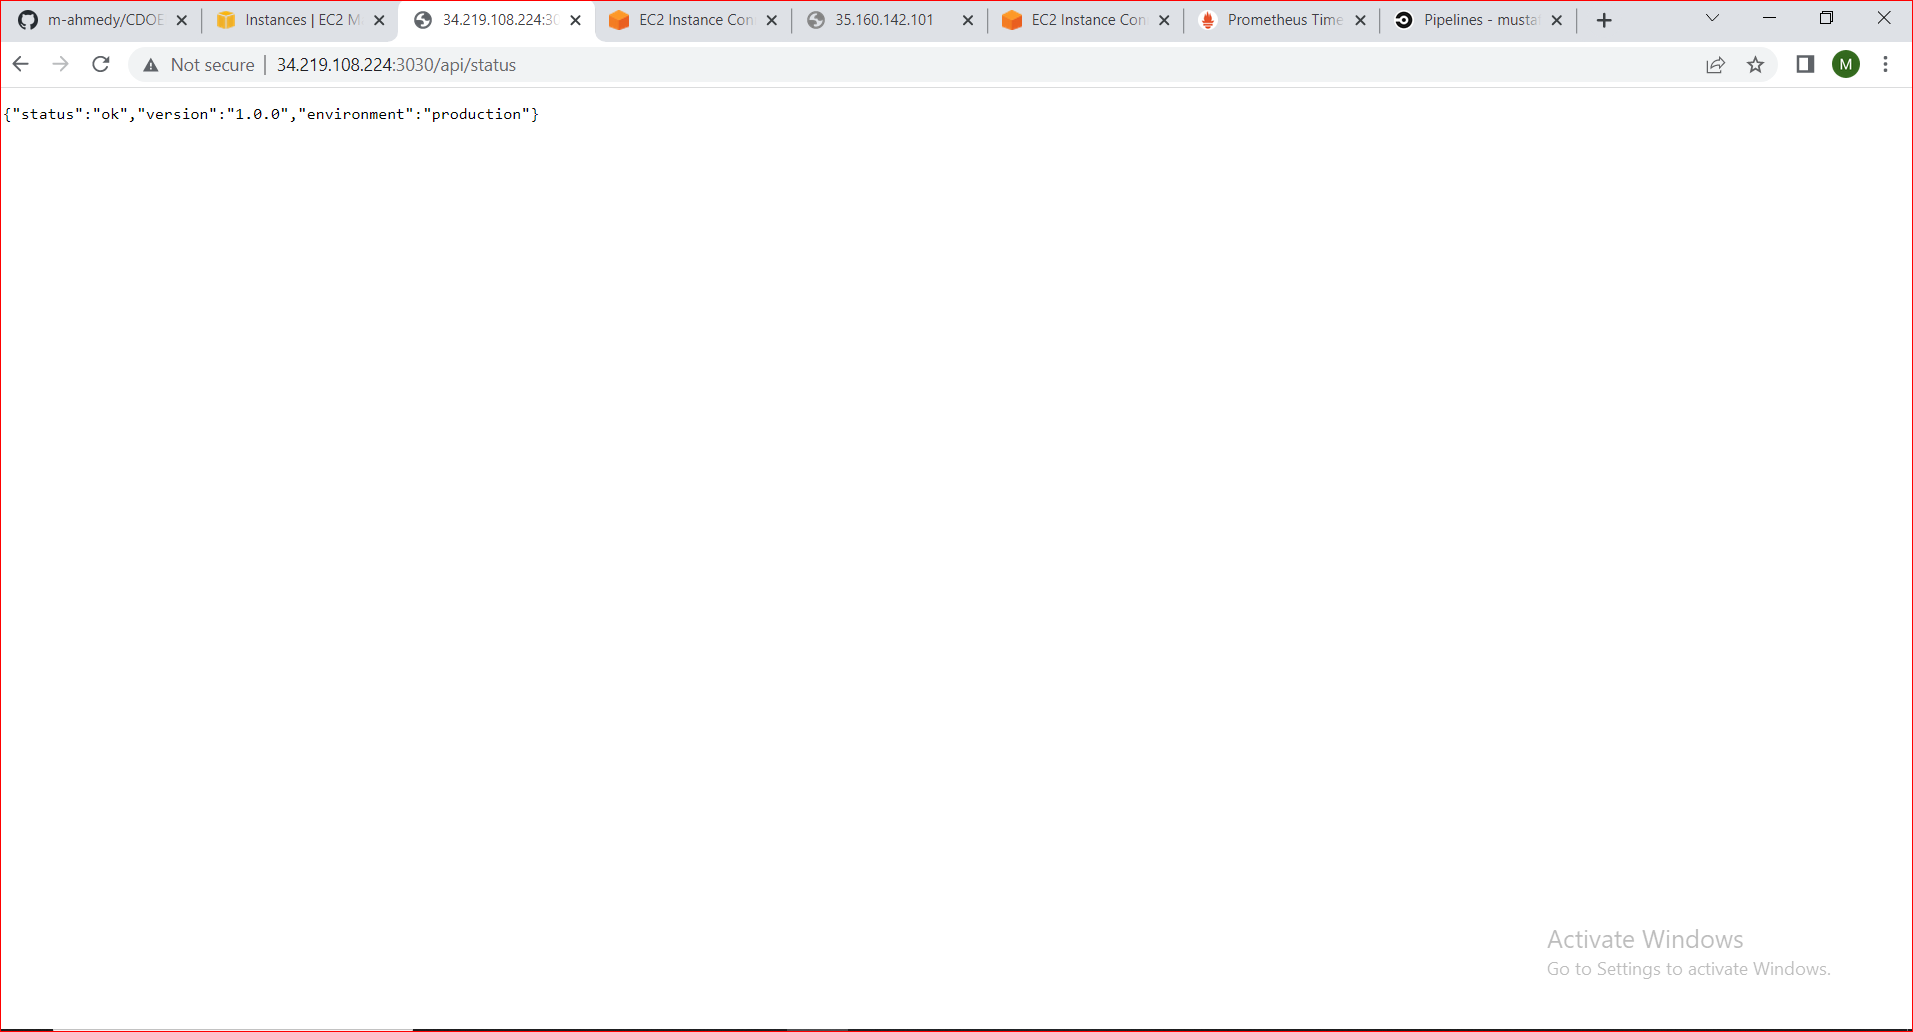 m-ahmedy/CDOE
Instances | EC2 M
34.219.108.224:30
EC2 Instance Con
35.160.142.101
EC2 Instance Con
Prometheus Time
Pipelines - musta
Not secure
34.219.108.224:3030/api/status
M
{"status":"ok","version":"1.0.0","environment":"production"}
Activate Windows
Go to Settings to activate Windows.